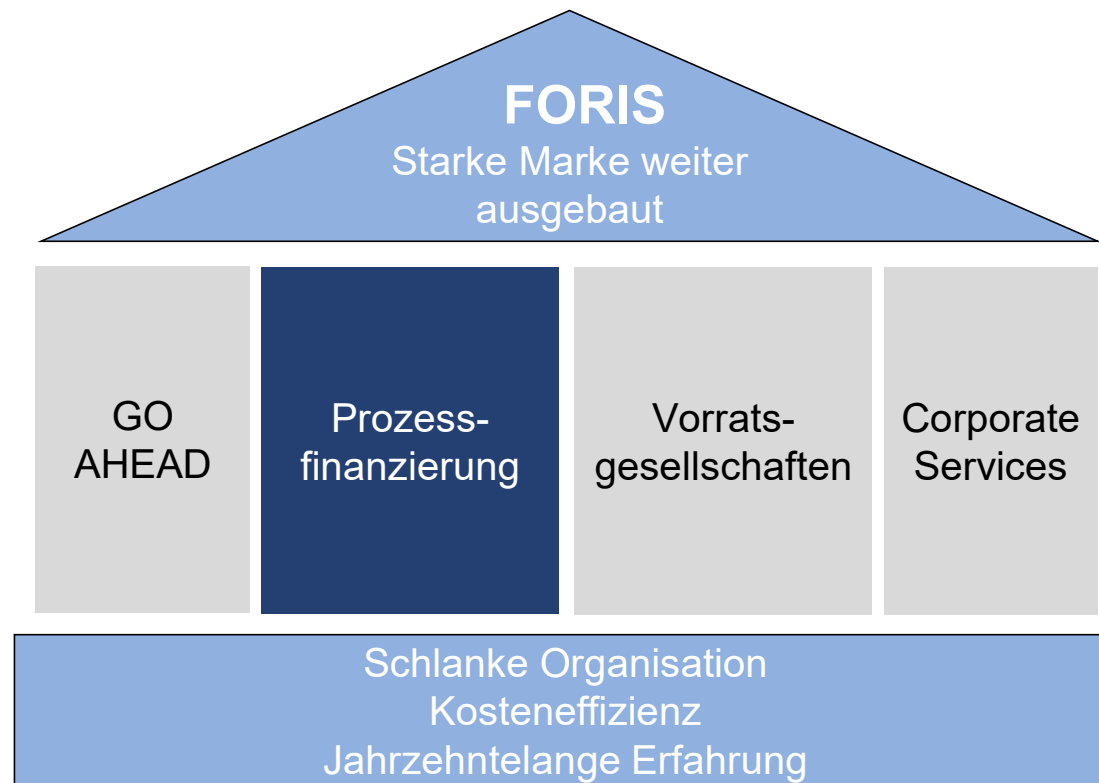 FORIS
Starke Marke weiter
ausgebaut
GO
AHEAD
Prozess-
finanzierung
Vorrats-
gesellschaften
Corporate
Services
Schlanke Organisation
Kosteneffizienz
Jahrzehntelange Erfahrung